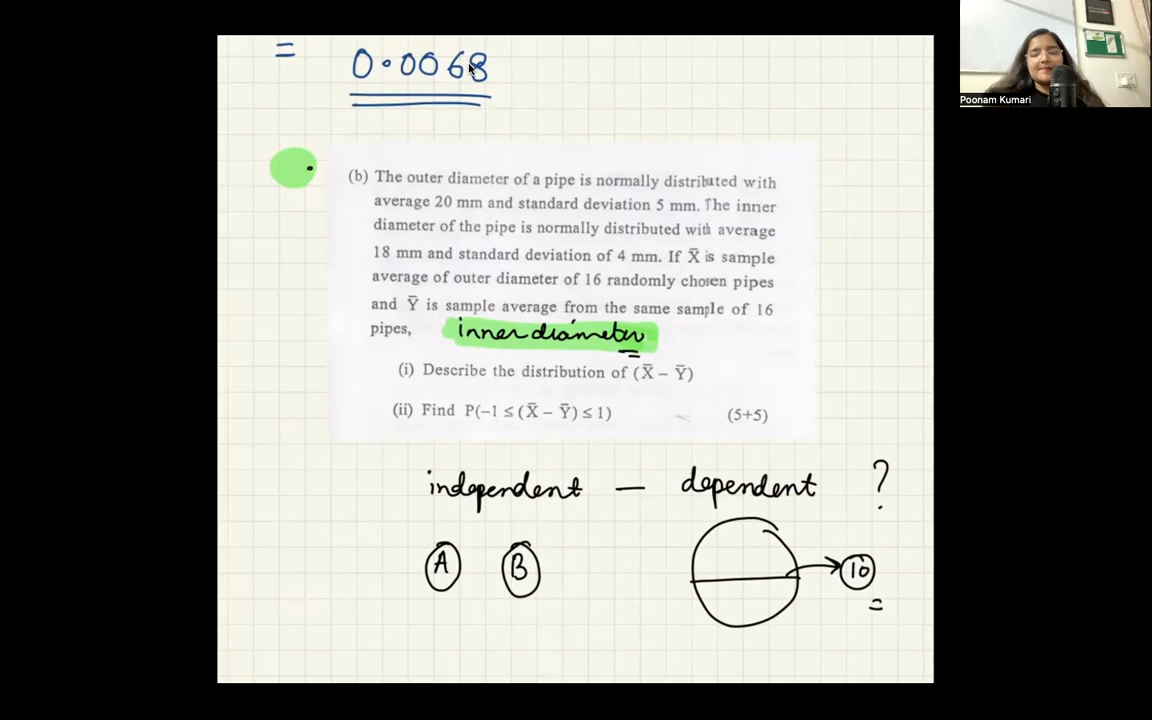 = 0.0068
Poonam Kumari
(b) The outer diameter of a pipe is normally distributed with
average 20 mm and standard deviation 5 mm. The inner
diameter of the pipe is normally distributed with average
18 mm and standard deviation of 4 mm. If X̄ is sample
average of outer diameter of 16 randomly chosen pipes
and Ȳ is sample average from the same sample of 16
pipes, inner diameter
(i) Describe the distribution of (X̄ − Ȳ)
(ii) Find P(−1 ≤ (X̄ − Ȳ) ≤ 1) (5+5)
independent — dependent ?
A B 10
=